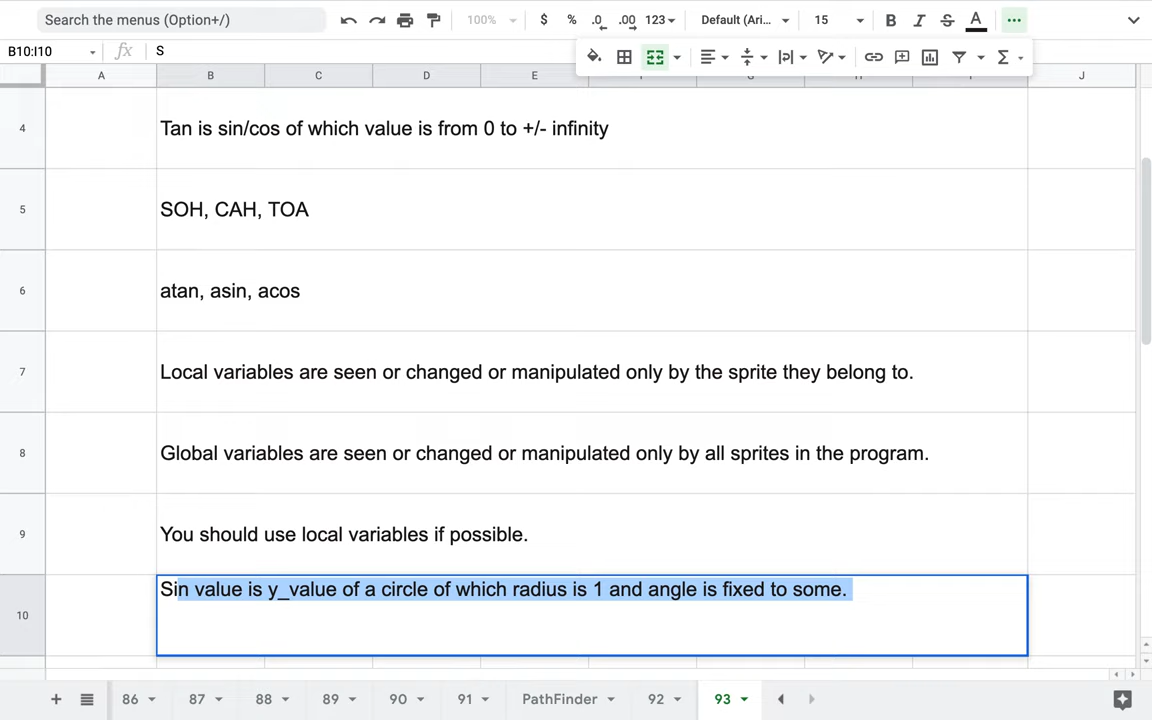 Search the menus (Option+/)
100%
$ % .0 .00 123
Default (Ari...
15
B I S A
B10:I10
fx
S
Σ
A B C D E J
4
Tan is sin/cos of which value is from 0 to +/- infinity
5
SOH, CAH, TOA
6
atan, asin, acos
7
Local variables are seen or changed or manipulated only by the sprite they belong to.
8
Global variables are seen or changed or manipulated only by all sprites in the program.
9
You should use local variables if possible.
10
Sin value is y_value of a circle of which radius is 1 and angle is fixed to some.
+ 86 87 88 89 90 91 PathFinder 92 93